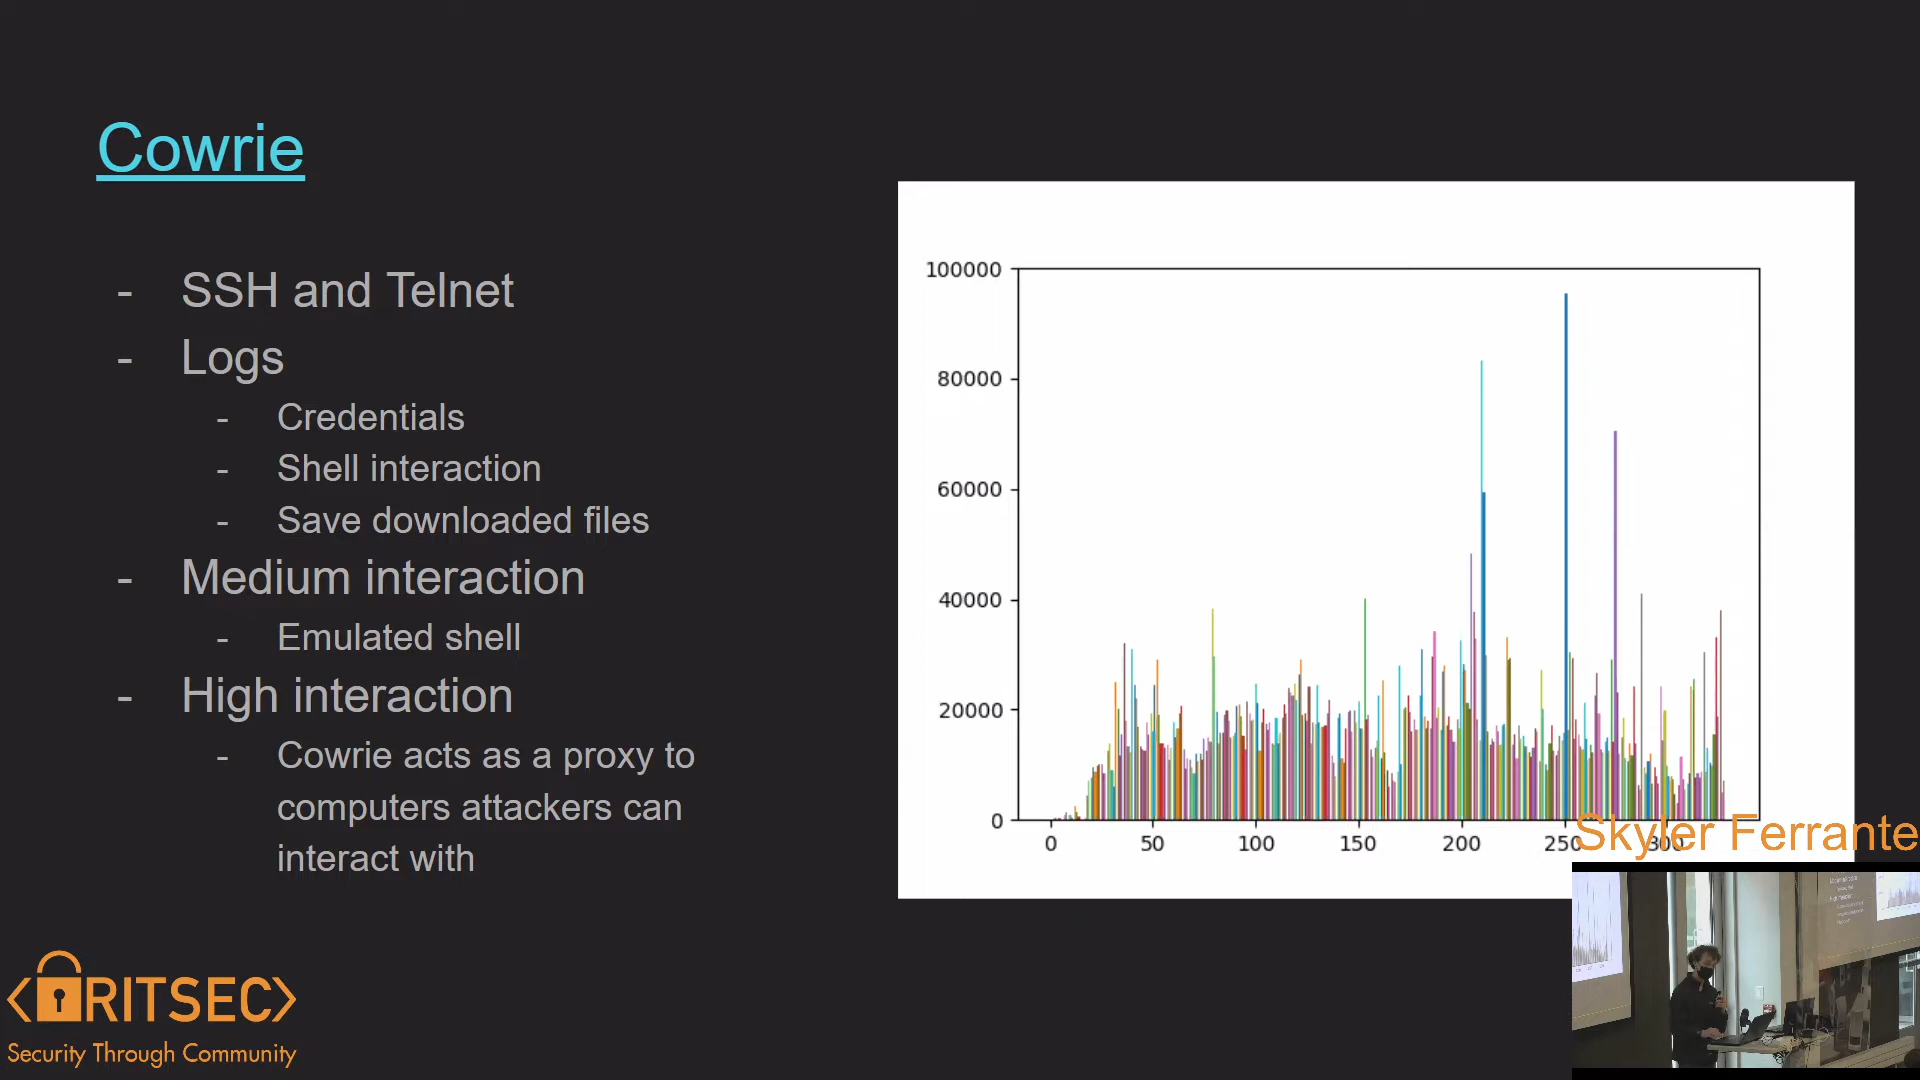 Cowrie
- SSH and Telnet
- Logs
- Credentials
- Shell interaction
- Save downloaded files
- Medium interaction
- Emulated shell
- High interaction
- Cowrie acts as a proxy to
computers attackers can
interact with
100000
80000
60000
40000
20000
0
0 50 100 150 200 250 300
Skyler Ferrante
<RITSEC>
Security Through Community